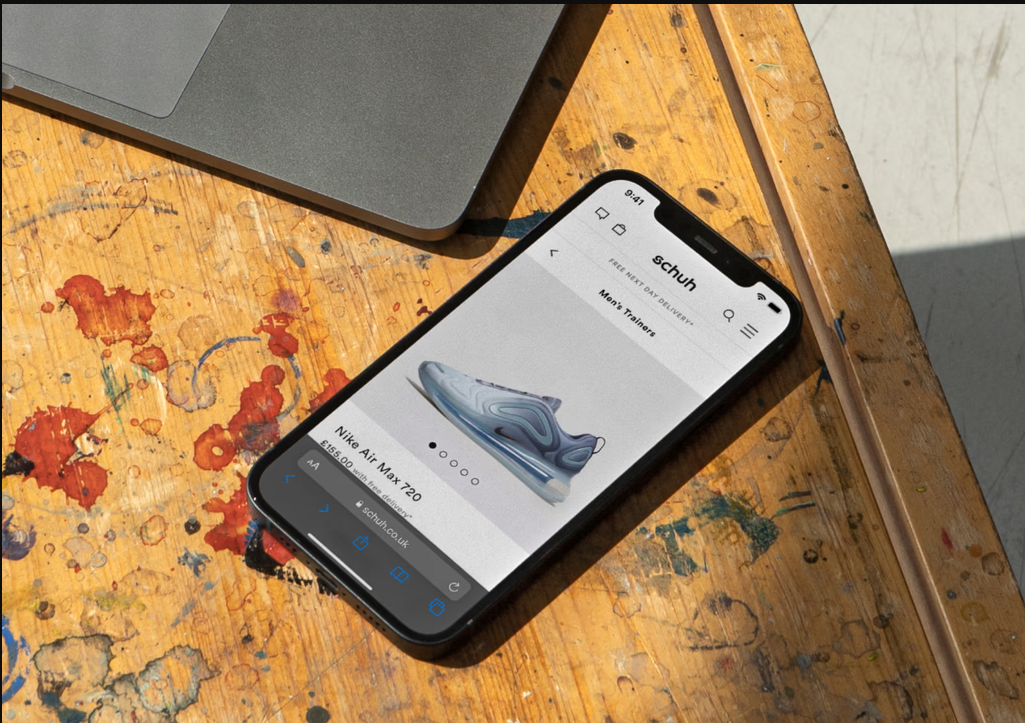 9:41
schuh
FREE NEXT DAY DELIVERY*
Men's Trainers
Nike Air Max 720
£155.00 with free delivery*
AA
schuh.co.uk